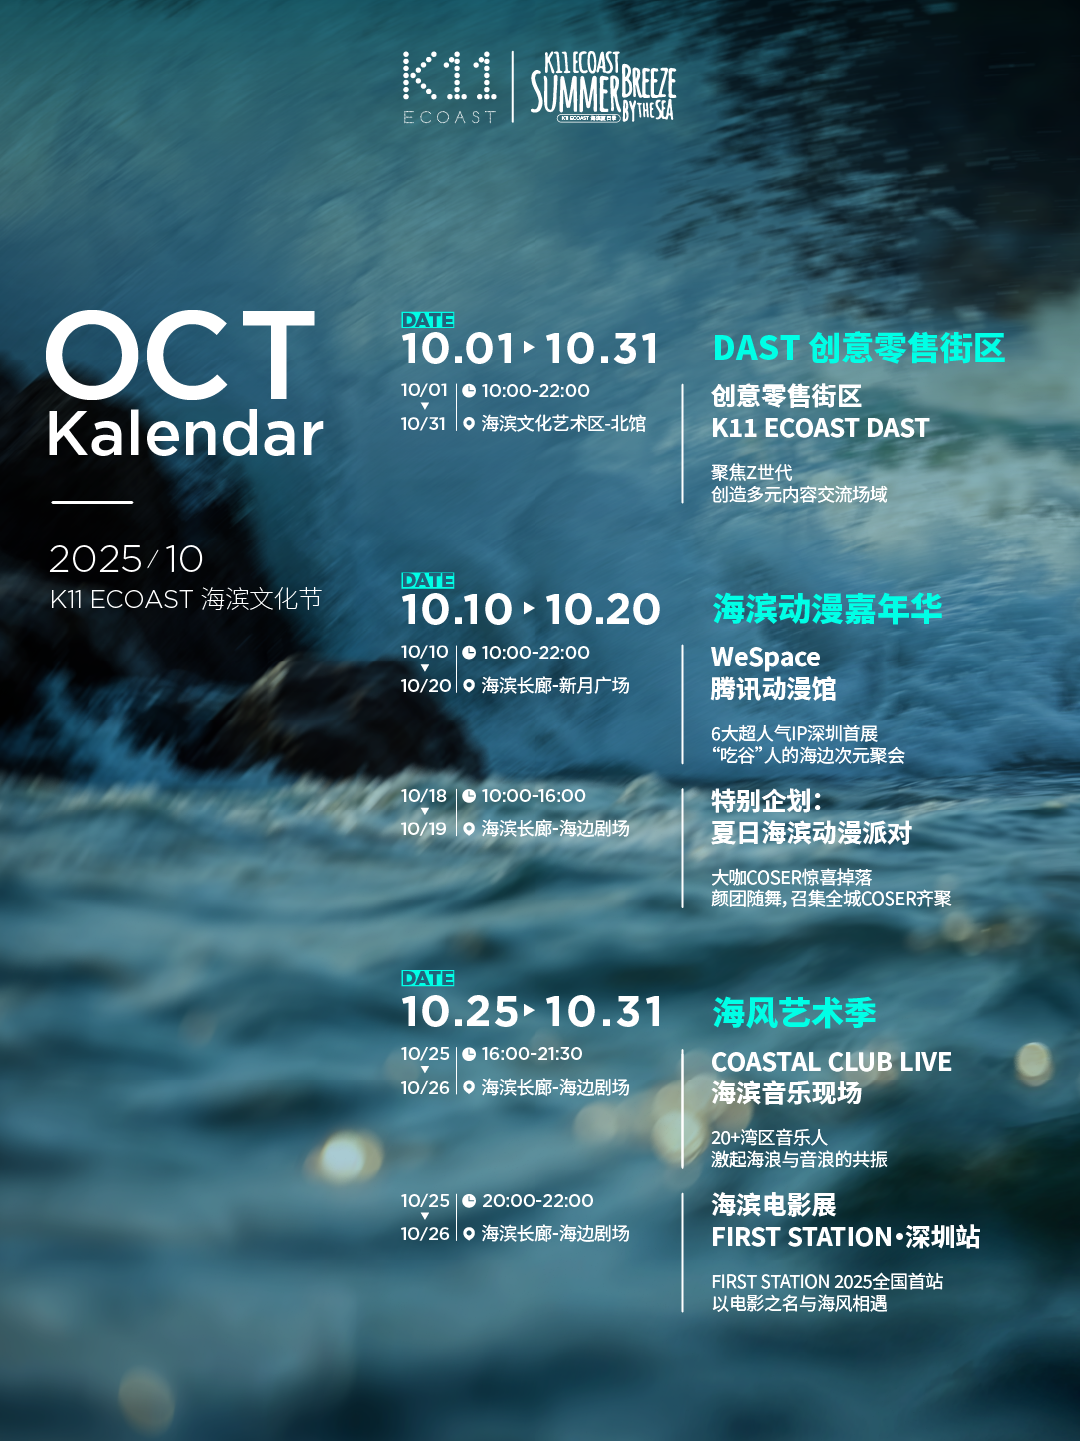 K11
ECOAST
K11 ECOAST
SUMMER BREEZE
BY THE SEA
K11 ECOAST 海滨夏日季
OCT
Kalendar
2025/10
K11 ECOAST 海滨文化节
DATE
10.01 ▸ 10.31
DAST 创意零售街区
10/01
10/31
10:00-22:00
海滨文化艺术区-北馆
创意零售街区
K11 ECOAST DAST
聚焦Z世代
创造多元内容交流场域
DATE
10.10 ▸ 10.20
海滨动漫嘉年华
10/10
10/20
10:00-22:00
海滨长廊-新月广场
WeSpace
腾讯动漫馆
6大超人气IP深圳首展
“吃谷”人的海边次元聚会
10/18
10/19
10:00-16:00
海滨长廊-海边剧场
特别企划：
夏日海滨动漫派对
大咖COSER惊喜掉落
颜团随舞，召集全城COSER齐聚
DATE
10.25 ▸ 10.31
海风艺术季
10/25
10/26
16:00-21:30
海滨长廊-海边剧场
COASTAL CLUB LIVE
海滨音乐现场
20+湾区音乐人
激起海浪与音浪的共振
10/25
10/26
20:00-22:00
海滨长廊-海边剧场
海滨电影展
FIRST STATION·深圳站
FIRST STATION 2025全国首站
以电影之名与海风相遇